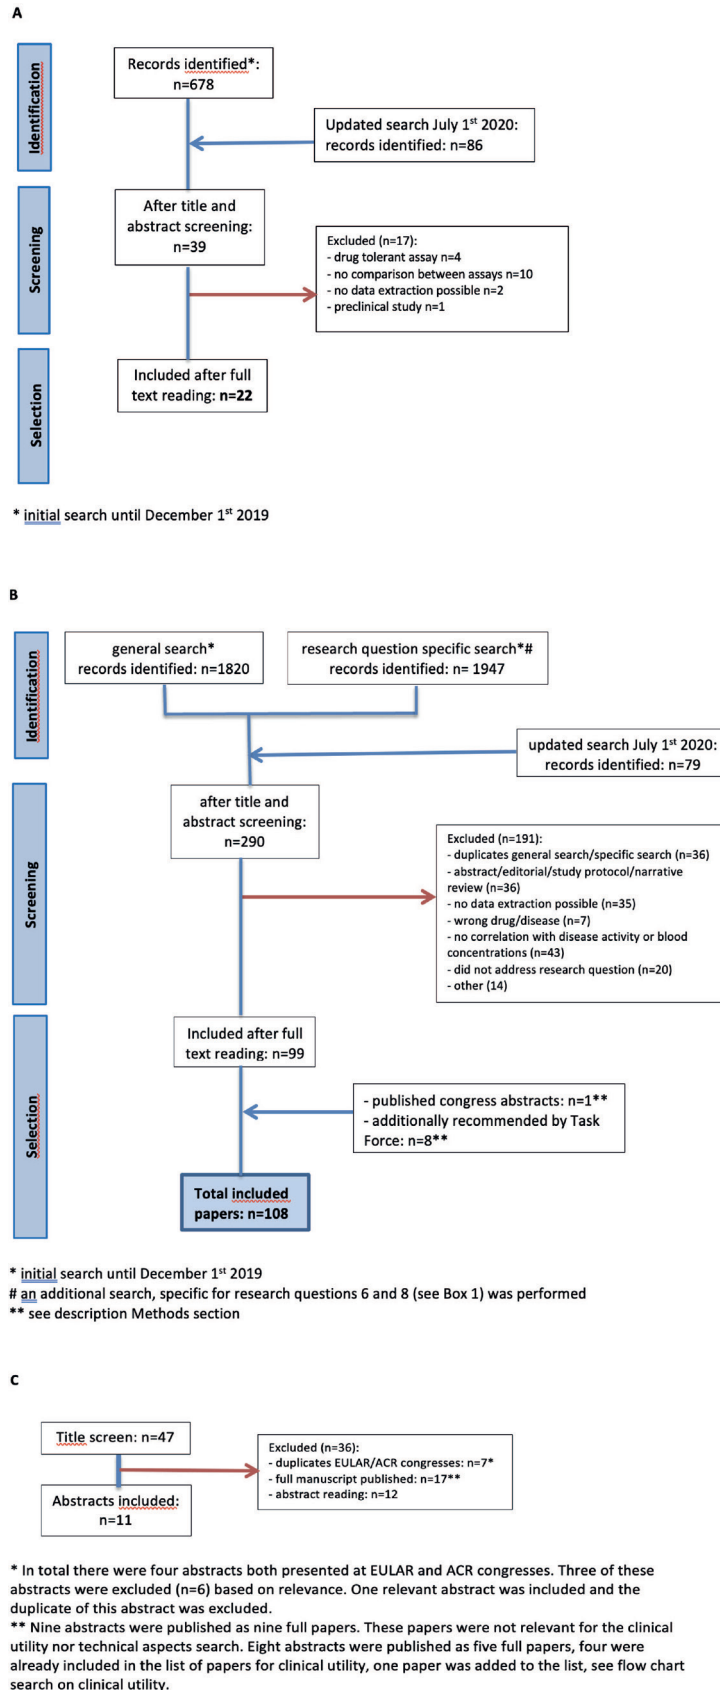 A
Identification
Records identified*:
n=678
Updated search July 1st 2020:
records identified: n=86
Screening
After title and
abstract screening:
n=39
Excluded (n=17):
- drug tolerant assay n=4
- no comparison between assays n=10
- no data extraction possible n=2
- preclinical study n=1
Selection
Included after full
text reading: n=22
* initial search until December 1st 2019
B
Identification
general search*
records identified: n=1820
research question specific search*#
records identified: n= 1947
updated search July 1st 2020:
records identified: n=79
Screening
after title and
abstract screening:
n=290
Excluded (n=191):
- duplicates general search/specific search (n=36)
- abstract/editorial/study protocol/narrative
review (n=36)
- no data extraction possible (n=35)
- wrong drug/disease (n=7)
- no correlation with disease activity or blood
concentrations (n=43)
- did not address research question (n=20)
- other (14)
Selection
Included after full
text reading: n=99
- published congress abstracts: n=1**
- additionally recommended by Task
Force: n=8**
Total included
papers: n=108
* initial search until December 1st 2019
# an additional search, specific for research questions 6 and 8 (see Box 1) was performed
** see description Methods section
C
Title screen: n=47
Excluded (n=36):
- duplicates EULAR/ACR congresses: n=7*
- full manuscript published: n=17**
- abstract reading: n=12
Abstracts included:
n=11
* In total there were four abstracts both presented at EULAR and ACR congresses. Three of these
abstracts were excluded (n=6) based on relevance. One relevant abstract was included and the
duplicate of this abstract was excluded.
** Nine abstracts were published as nine full papers. These papers were not relevant for the clinical
utility nor technical aspects search. Eight abstracts were published as five full papers, four were
already included in the list of papers for clinical utility, one paper was added to the list, see flow chart
search on clinical utility.